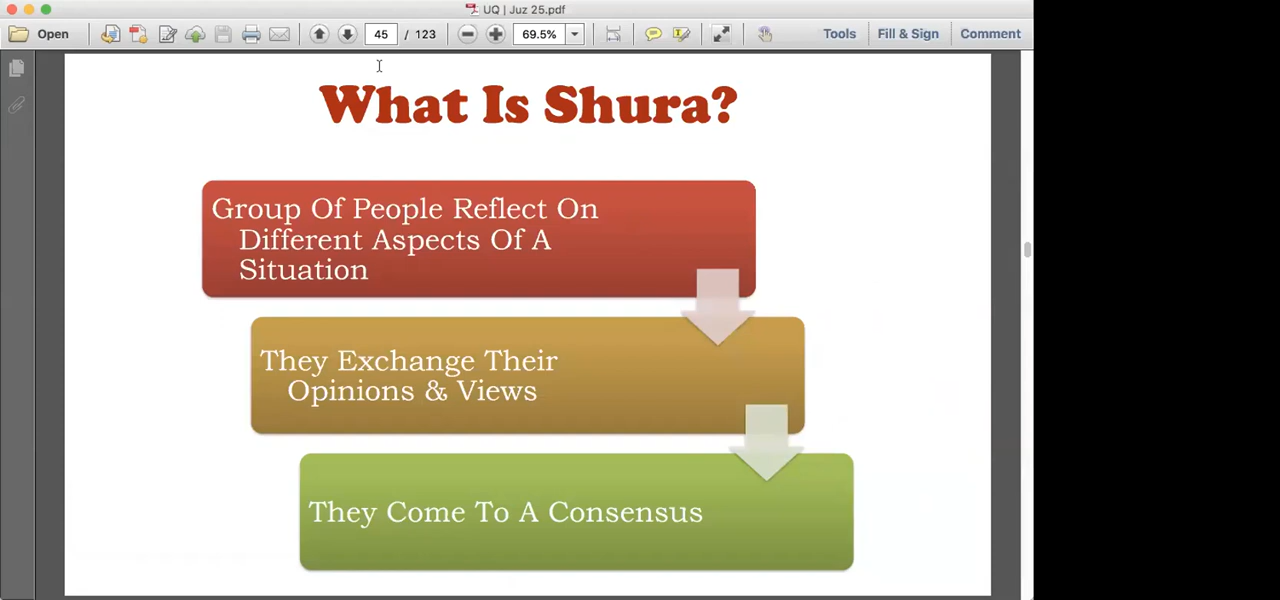 UQ | Juz 25.pdf
Open
45 / 123
69.5%
Tools
Fill & Sign
Comment
What Is Shura?
Group Of People Reflect On
Different Aspects Of A
Situation
They Exchange Their
Opinions & Views
They Come To A Consensus